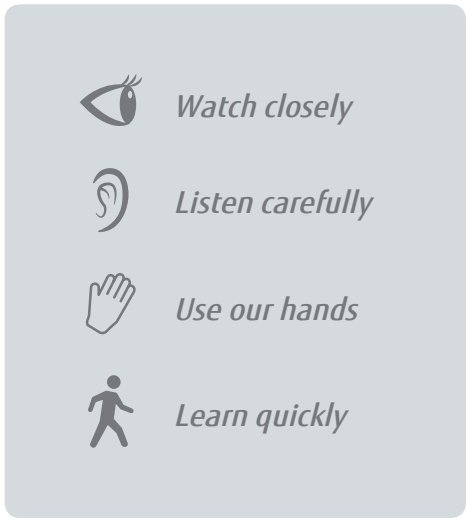 Watch closely
Listen carefully
Use our hands
Learn quickly